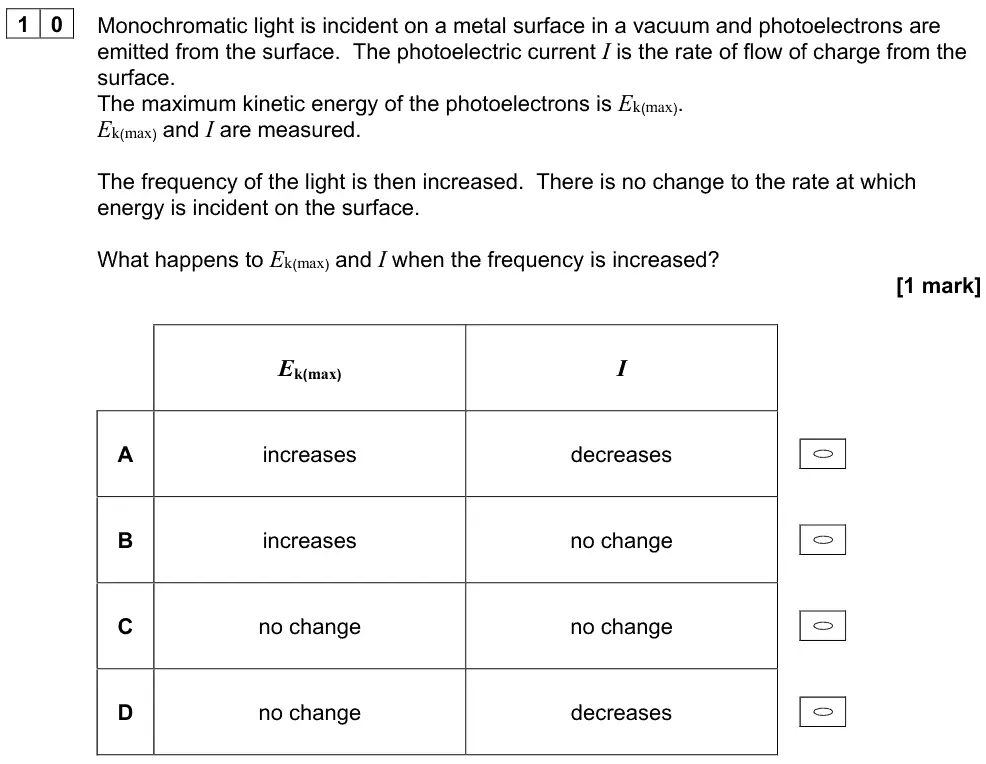 1 0 Monochromatic light is incident on a metal surface in a vacuum and photoelectrons are
emitted from the surface. The photoelectric current I is the rate of flow of charge from the
surface.
The maximum kinetic energy of the photoelectrons is Ek(max).
Ek(max) and I are measured.
The frequency of the light is then increased. There is no change to the rate at which
energy is incident on the surface.
What happens to Ek(max) and I when the frequency is increased?
[1 mark]
Ek(max) I
A increases decreases
B increases no change
C no change no change
D no change decreases